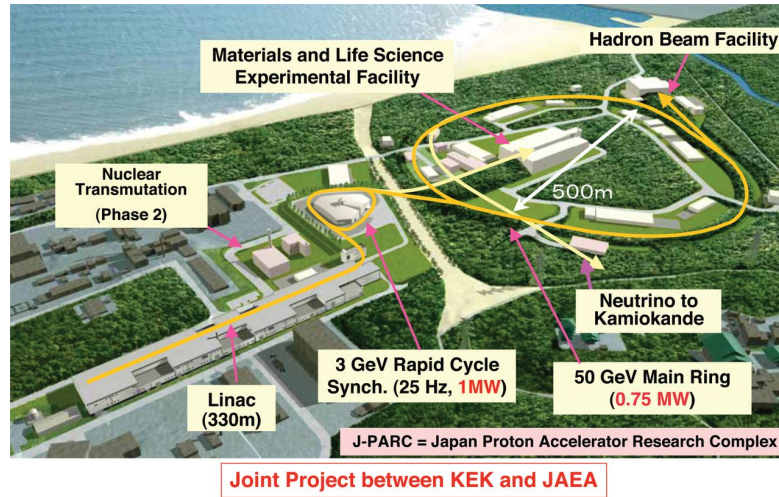 Hadron Beam Facility
Materials and Life Science
Experimental Facility
Nuclear
Transmutation
(Phase 2)
500m
Neutrino to
Kamiokande
3 GeV Rapid Cycle
Synch. (25 Hz, 1MW)
50 GeV Main Ring
(0.75 MW)
Linac
(330m)
J-PARC = Japan Proton Accelerator Research Complex
Joint Project between KEK and JAEA